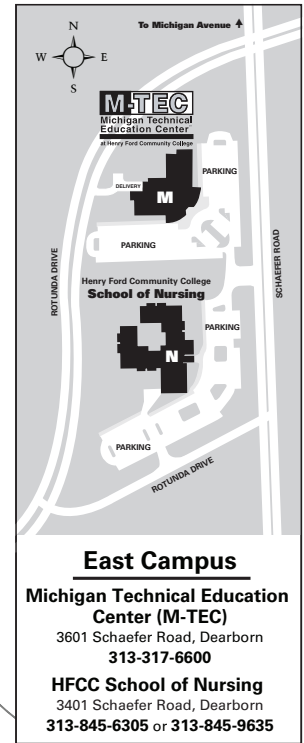 To Michigan Avenue
N
W E
S
M-TEC
Michigan Technical
Education Center™
at Henry Ford Community College
PARKING
DELIVERY
M
PARKING
ROTUNDA DRIVE
SCHAEFER ROAD
Henry Ford Community College
School of Nursing
PARKING
N
PARKING
ROTUNDA DRIVE
East Campus
Michigan Technical Education
Center (M-TEC)
3601 Schaefer Road, Dearborn
313-317-6600
HFCC School of Nursing
3401 Schaefer Road, Dearborn
313-845-6305 or 313-845-9635